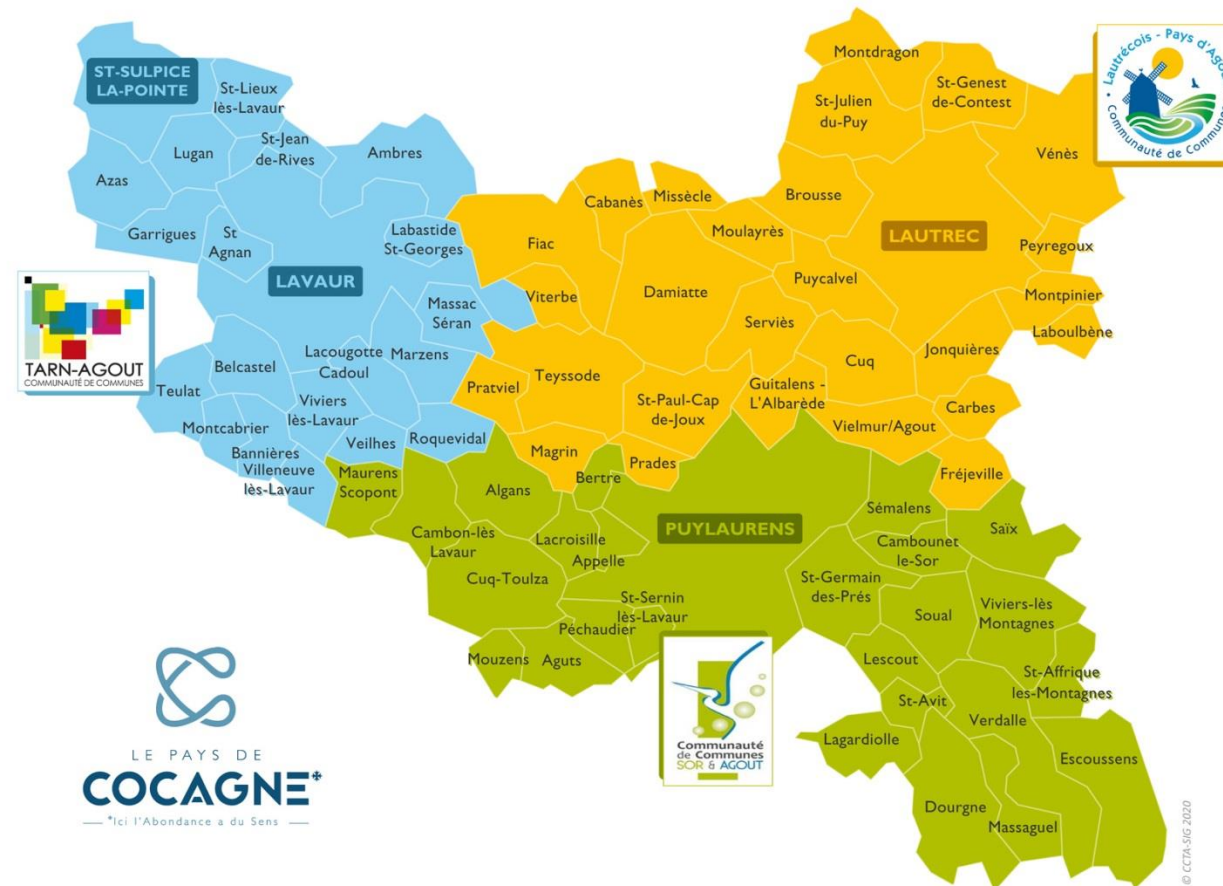 Montdragon
Lautrécois - Pays d'Agout
Communauté de Communes
ST-SULPICE
LA-POINTE
St-Lieux
lès-Lavaur
St-Genest
de-Contest
St-Julien
du-Puy
Lugan
St-Jean
de-Rives
Ambres
Vénès
Azas
Cabanès
Missècle
Brousse
Garrigues
St
Agnan
Labastide
St-Georges
Fiac
Moulayrès
LAUTREC
Peyregoux
LAVAUR
Viterbe
Damiatte
Puycalvel
Montpinier
Massac
Séran
Serviès
Laboulbène
TARN-AGOUT
COMMUNAUTÉ DE COMMUNES
Belcastel
Lacougotte
Cadoul
Marzens
Cuq
Jonquières
Teulat
Pratviel
Teyssode
Guitalens -
L'Albarède
Viviers
lès-Lavaur
St-Paul-Cap
de-Joux
Carbes
Montcabrier
Vielmur/Agout
Veilhes
Roquevidal
Bannières
Villeneuve
lès-Lavaur
Magrin
Prades
Fréjeville
Maurens
Scopont
Algans
Bertre
Sémalens
PUYLAURENS
Saïx
Cambon-lès
Lavaur
Lacroisille
Appelle
Cambounet
le-Sor
Cuq-Toulza
St-Germain
des-Prés
St-Sernin
lès-Lavaur
Soual
Viviers-lès
Montagnes
Péchaudier
Mouzens
Aguts
Lescout
St-Affrique
les-Montagnes
St-Avit
Verdalle
Lagardiolle
Communauté
de Communes
SOR & AGOUT
Escoussens
Dourgne
Massaguel
LE PAYS DE
COCAGNE*
*Ici l'Abondance a du Sens
© CCTA-SIG 2020